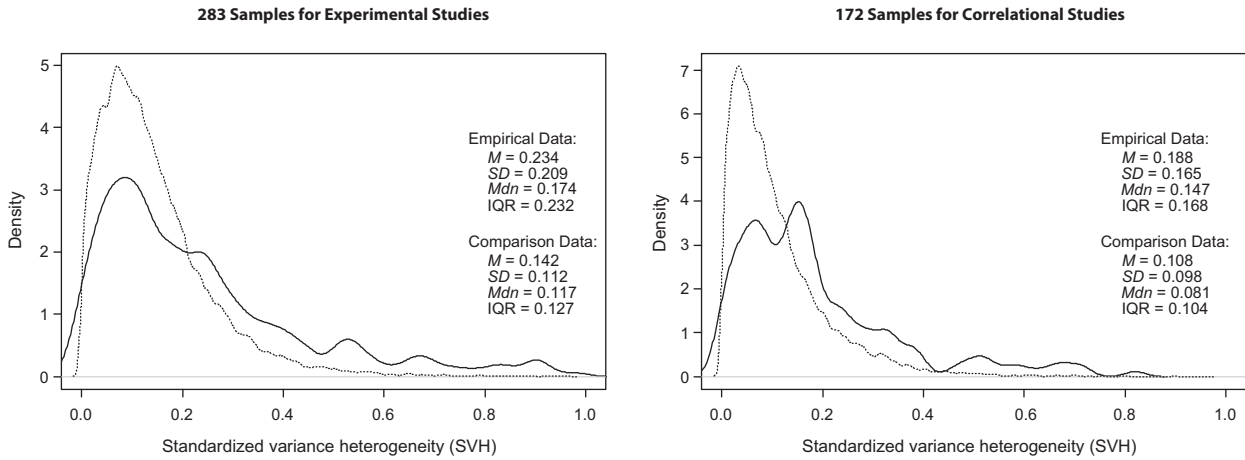 283 Samples for Experimental Studies
5
4
3
2
1
0
Density
Empirical Data:
M = 0.234
SD = 0.209
Mdn = 0.174
IQR = 0.232
Comparison Data:
M = 0.142
SD = 0.112
Mdn = 0.117
IQR = 0.127
0.0 0.2 0.4 0.6 0.8 1.0
Standardized variance heterogeneity (SVH)
172 Samples for Correlational Studies
7
6
5
4
3
2
1
0
Density
Empirical Data:
M = 0.188
SD = 0.165
Mdn = 0.147
IQR = 0.168
Comparison Data:
M = 0.108
SD = 0.098
Mdn = 0.081
IQR = 0.104
0.0 0.2 0.4 0.6 0.8 1.0
Standardized variance heterogeneity (SVH)